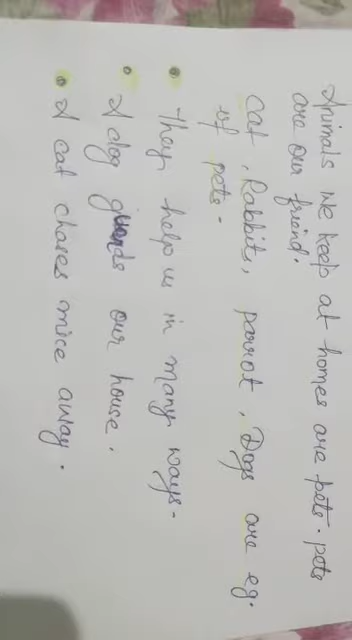 Animals we keep at homes are pets. pets
are our friend.
Cat, Rabbits, parrot, Dogs are eg.
of pets.
• They help us in many ways.
• A dog guards our house.
• A cat chases mice away.